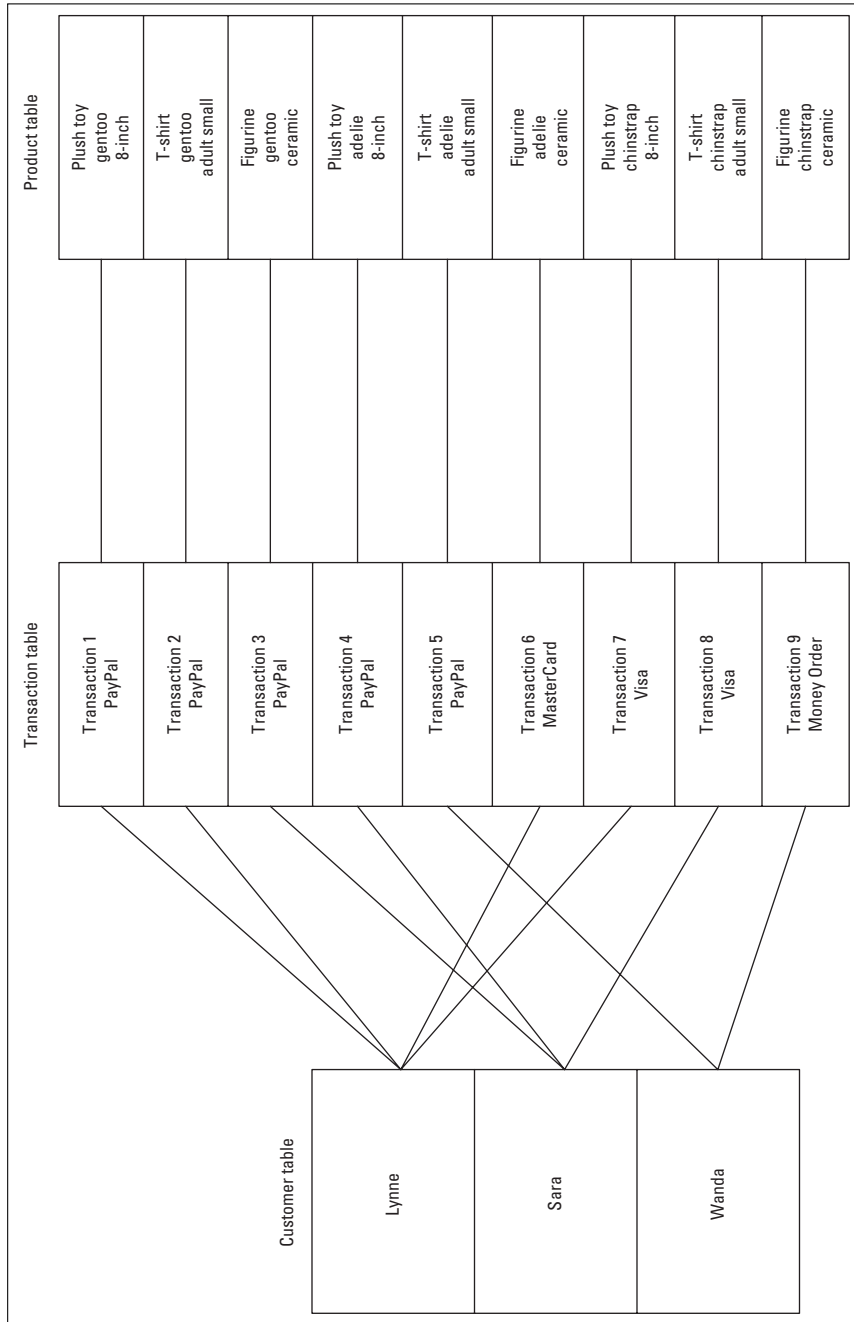 Customer table
Lynne
Sara
Wanda
Transaction table
Transaction 1
PayPal
Transaction 2
PayPal
Transaction 3
PayPal
Transaction 4
PayPal
Transaction 5
PayPal
Transaction 6
MasterCard
Transaction 7
Visa
Transaction 8
Visa
Transaction 9
Money Order
Product table
Plush toy
gentoo
8-inch
T-shirt
gentoo
adult small
Figurine
gentoo
ceramic
Plush toy
adelie
8-inch
T-shirt
adelie
adult small
Figurine
adelie
ceramic
Plush toy
chinstrap
8-inch
T-shirt
chinstrap
adult small
Figurine
chinstrap
ceramic